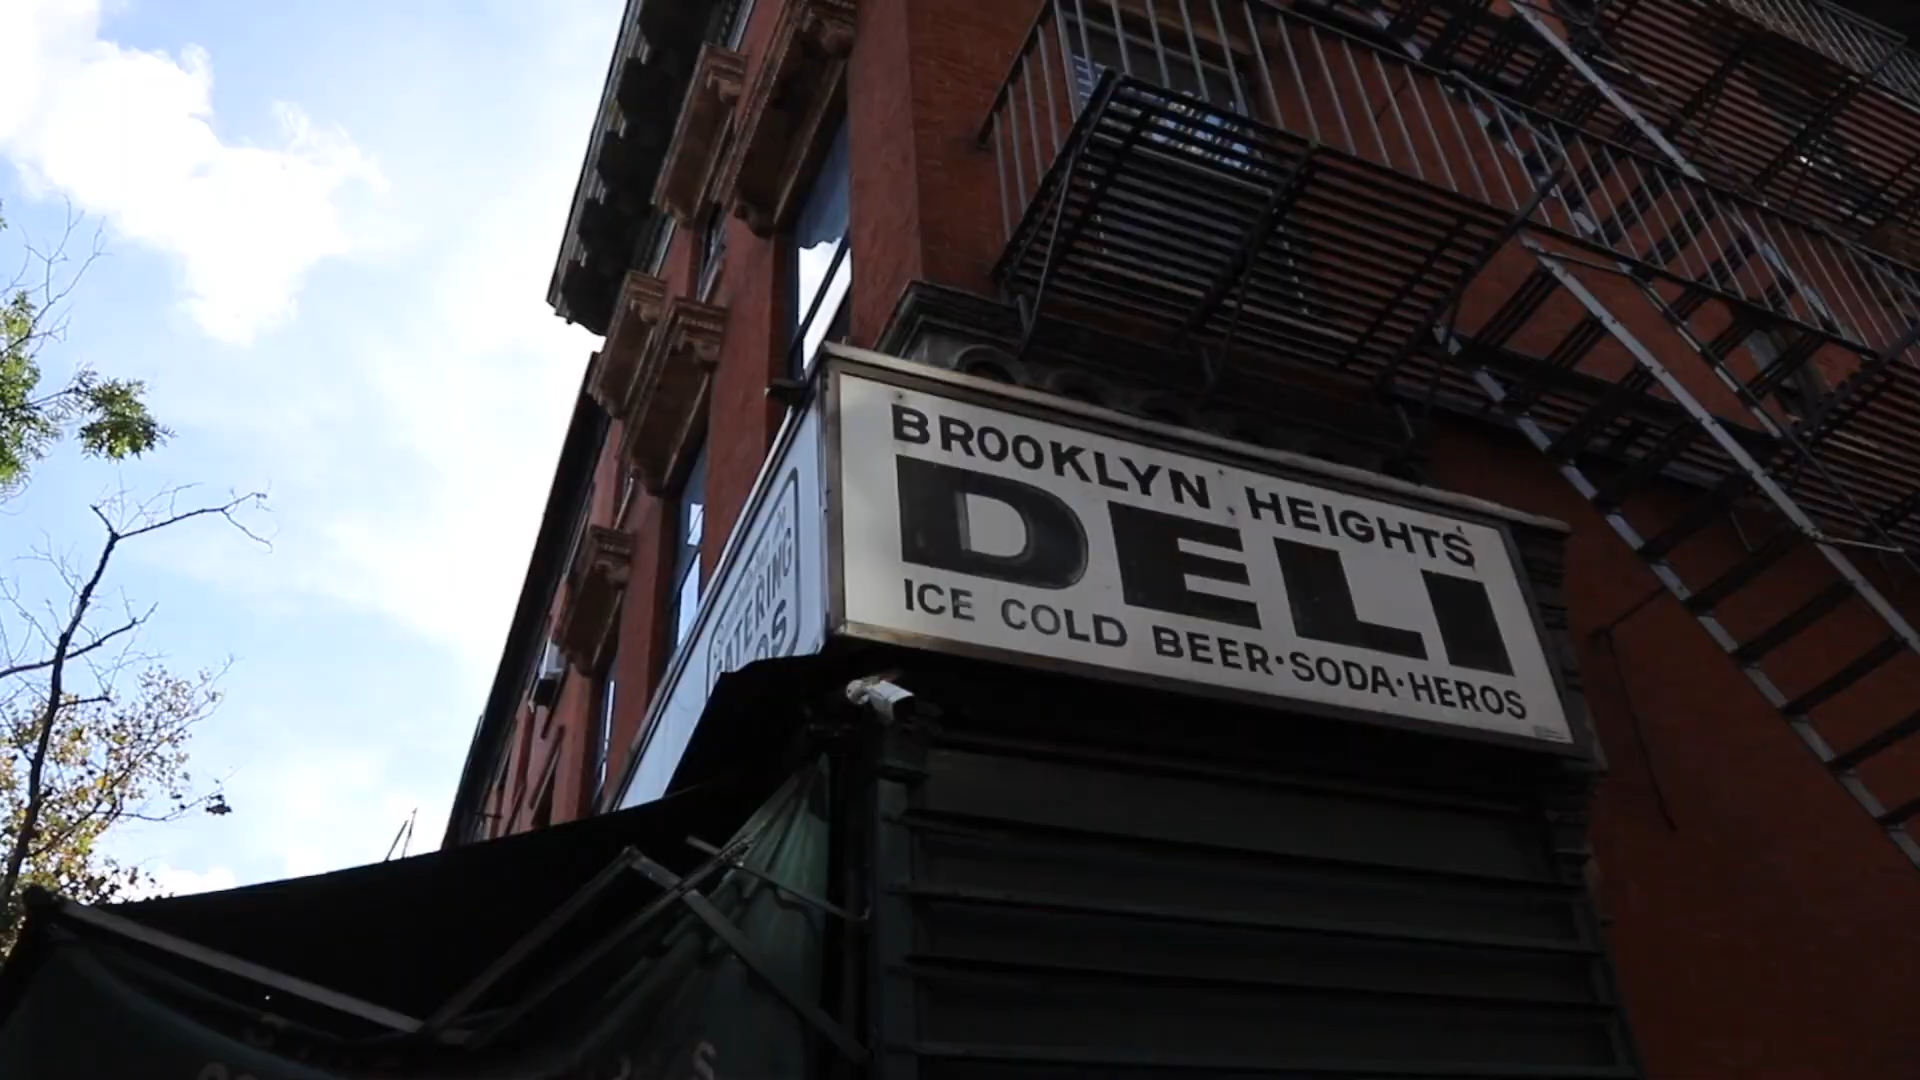 BROOKLYN HEIGHTS
DELI
ICE COLD BEER·SODA·HEROS
CATERING